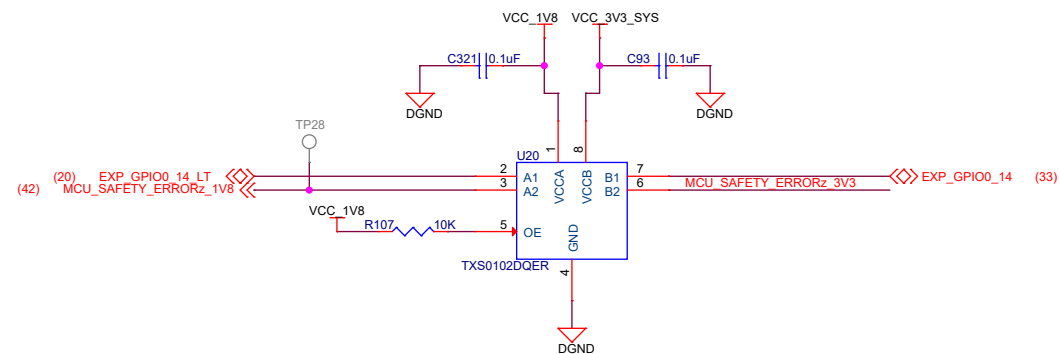 VCC_1V8 VCC_3V3_SYS
C321 0.1uF C93 0.1uF
DGND DGND
TP28
1 8
U20
(20) EXP_GPIO0_14_LT 2 A1 VCCA VCCB B1 7 EXP_GPIO0_14 (33)
(42) MCU_SAFETY_ERRORz_1V8 3 A2 B2 6 MCU_SAFETY_ERRORz_3V3
VCC_1V8
R107 10K 5 OE GND
TXS0102DQER
4
DGND